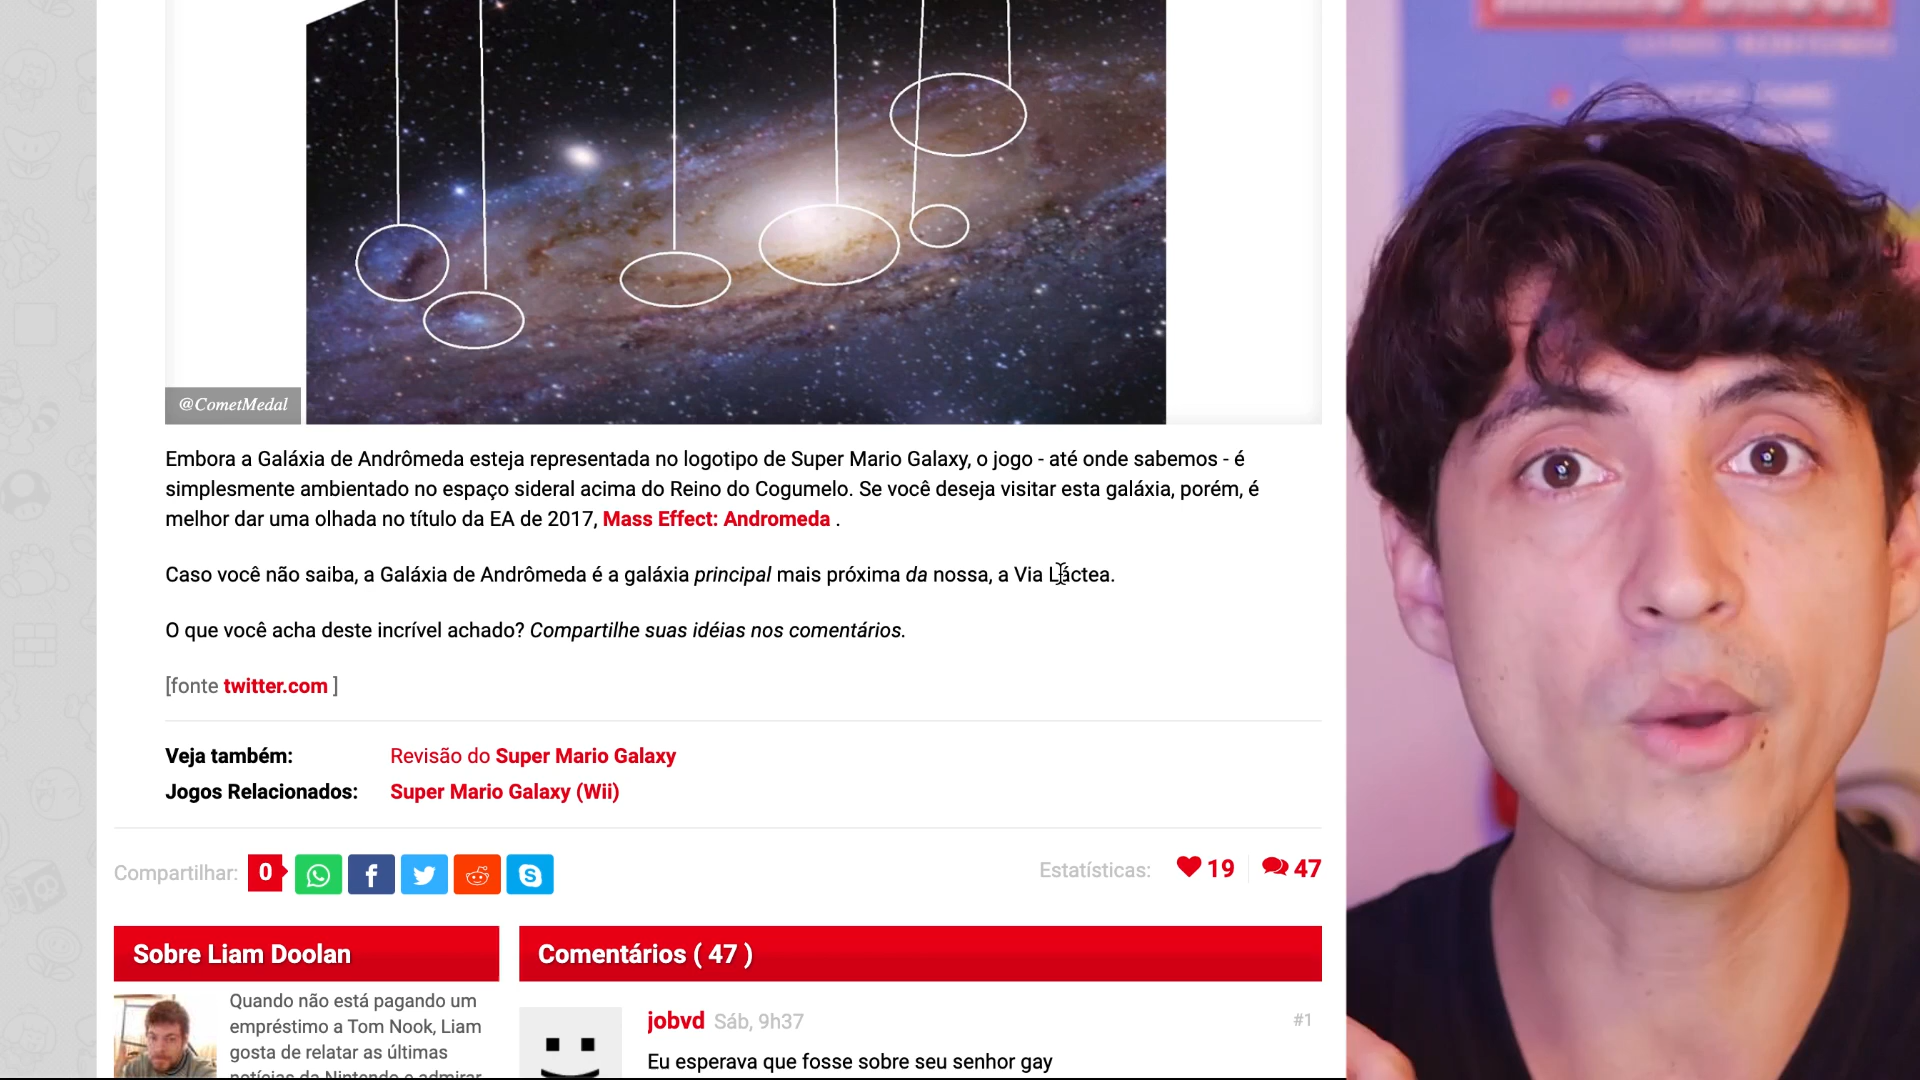 @CometMedal
Embora a Galáxia de Andrômeda esteja representada no logotipo de Super Mario Galaxy, o jogo - até onde sabemos - é
simplesmente ambientado no espaço sideral acima do Reino do Cogumelo. Se você deseja visitar esta galáxia, porém, é
melhor dar uma olhada no título da EA de 2017, Mass Effect: Andromeda .
Caso você não saiba, a Galáxia de Andrômeda é a galáxia principal mais próxima da nossa, a Via Láctea.
O que você acha deste incrível achado? Compartilhe suas idéias nos comentários.
[fonte twitter.com ]
Veja também: Revisão do Super Mario Galaxy
Jogos Relacionados: Super Mario Galaxy (Wii)
Compartilhar: 0
Estatísticas: 19 47
Sobre Liam Doolan
Quando não está pagando um
empréstimo a Tom Nook, Liam
gosta de relatar as últimas
notícias da Nintendo e admirar
Comentários ( 47 )
jobvd Sáb, 9h37 #1
Eu esperava que fosse sobre seu senhor gay